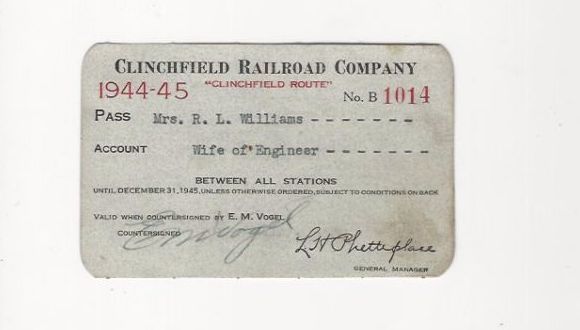 CLINCHFIELD RAILROAD COMPANY
1944-45 "CLINCHFIELD ROUTE" No. B 1014
PASS Mrs. R. L. Williams - - - - - - -
ACCOUNT Wife of Engineer - - - - - - -
BETWEEN ALL STATIONS
UNTIL DECEMBER 31, 1945, UNLESS OTHERWISE ORDERED, SUBJECT TO CONDITIONS ON BACK
VALID WHEN COUNTERSIGNED BY E. M. VOGEL
COUNTERSIGNED E M Vogel
L H Phetteplace
GENERAL MANAGER